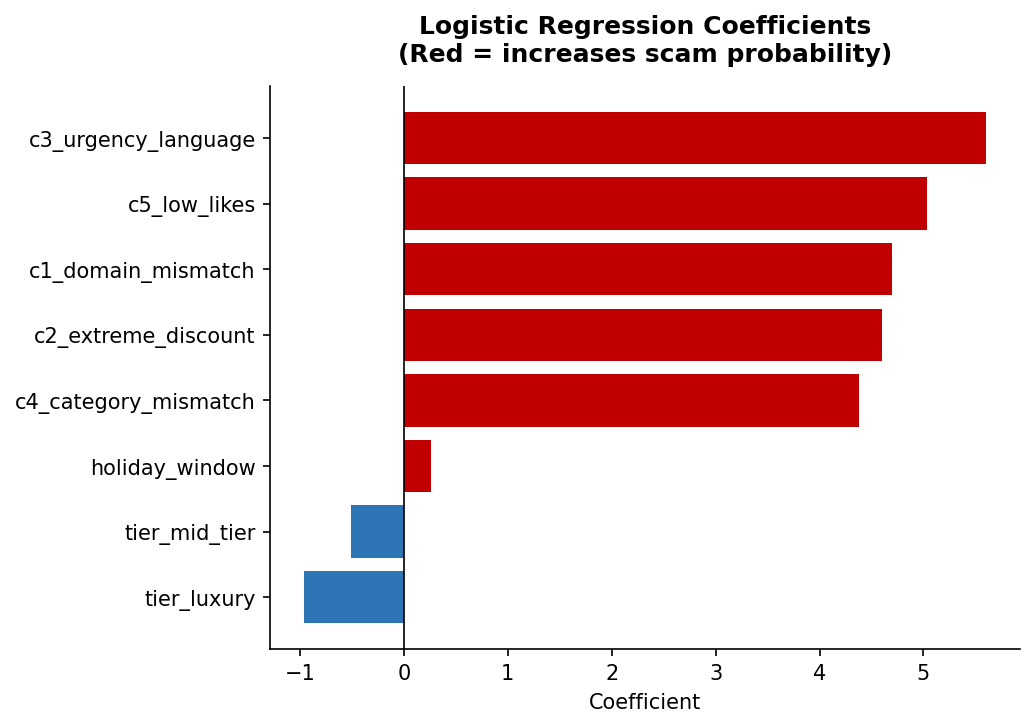 Logistic Regression Coefficients
(Red = increases scam probability)
c3_urgency_language
c5_low_likes
c1_domain_mismatch
c2_extreme_discount
c4_category_mismatch
holiday_window
tier_mid_tier
tier_luxury
−1 0 1 2 3 4 5
Coefficient